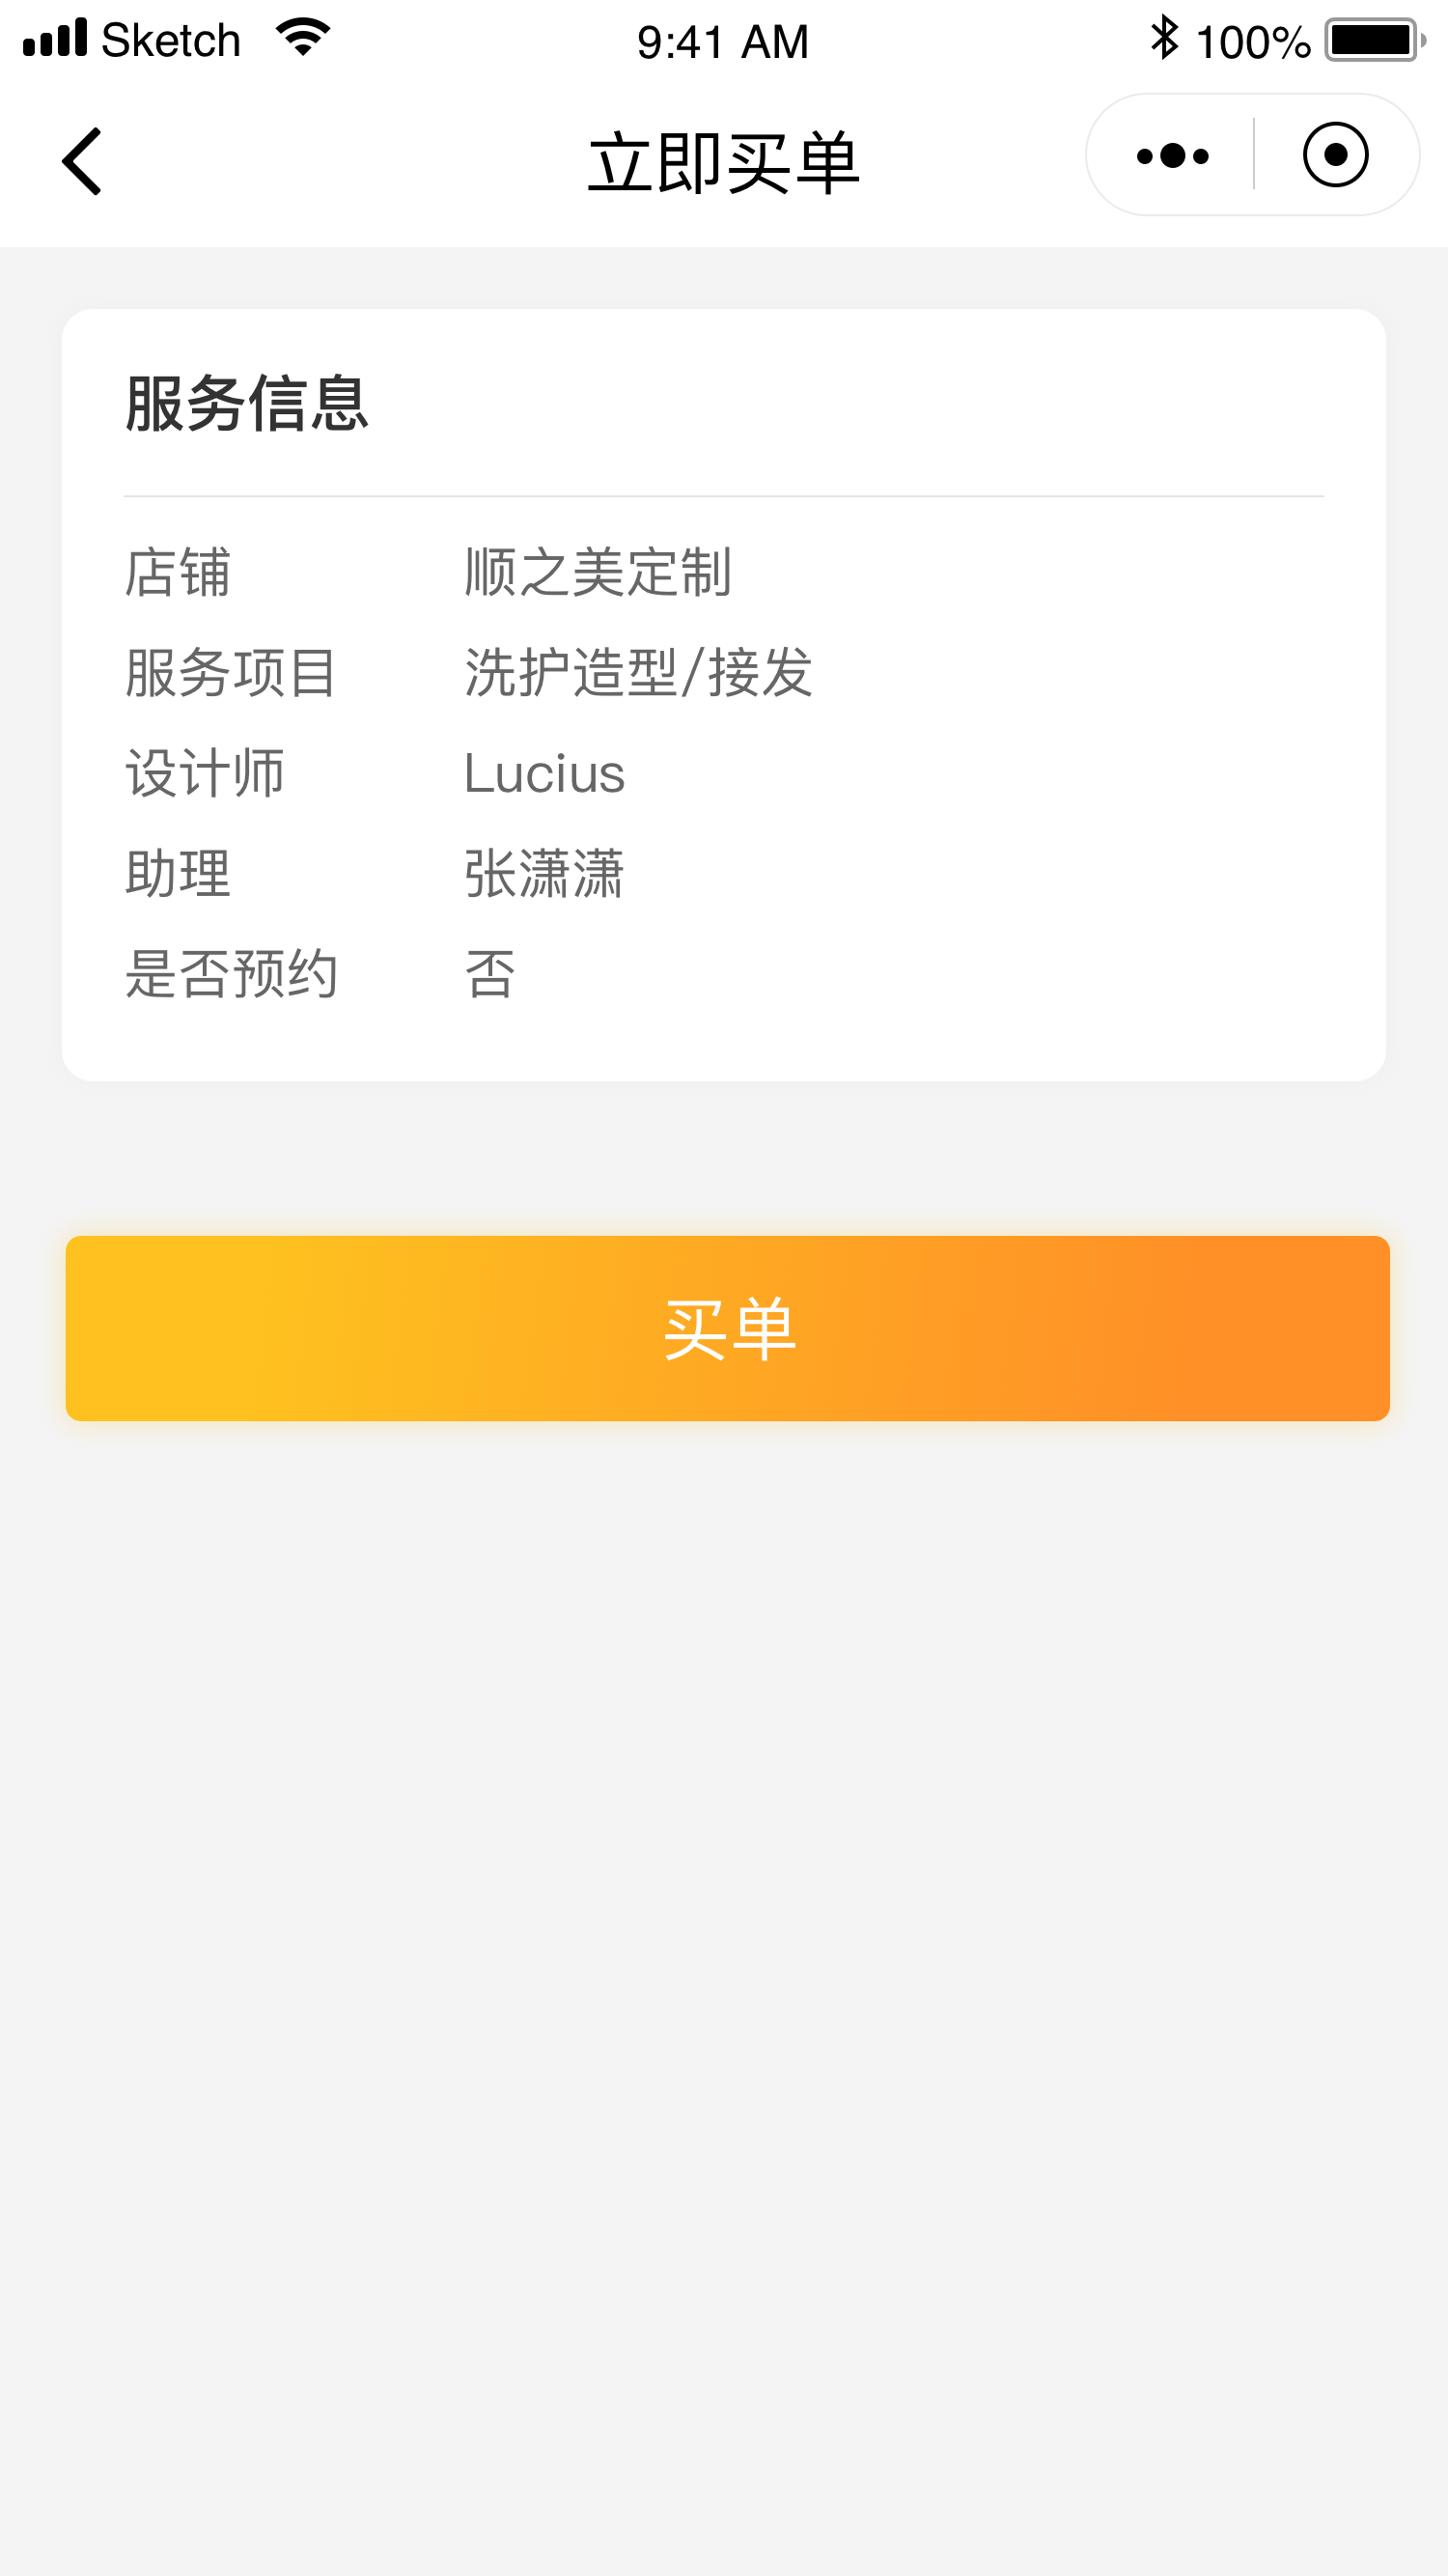 Sketch 9:41 AM 100%
立即买单
服务信息
店铺 顺之美定制
服务项目 洗护造型/接发
设计师 Lucius
助理 张潇潇
是否预约 否
买单